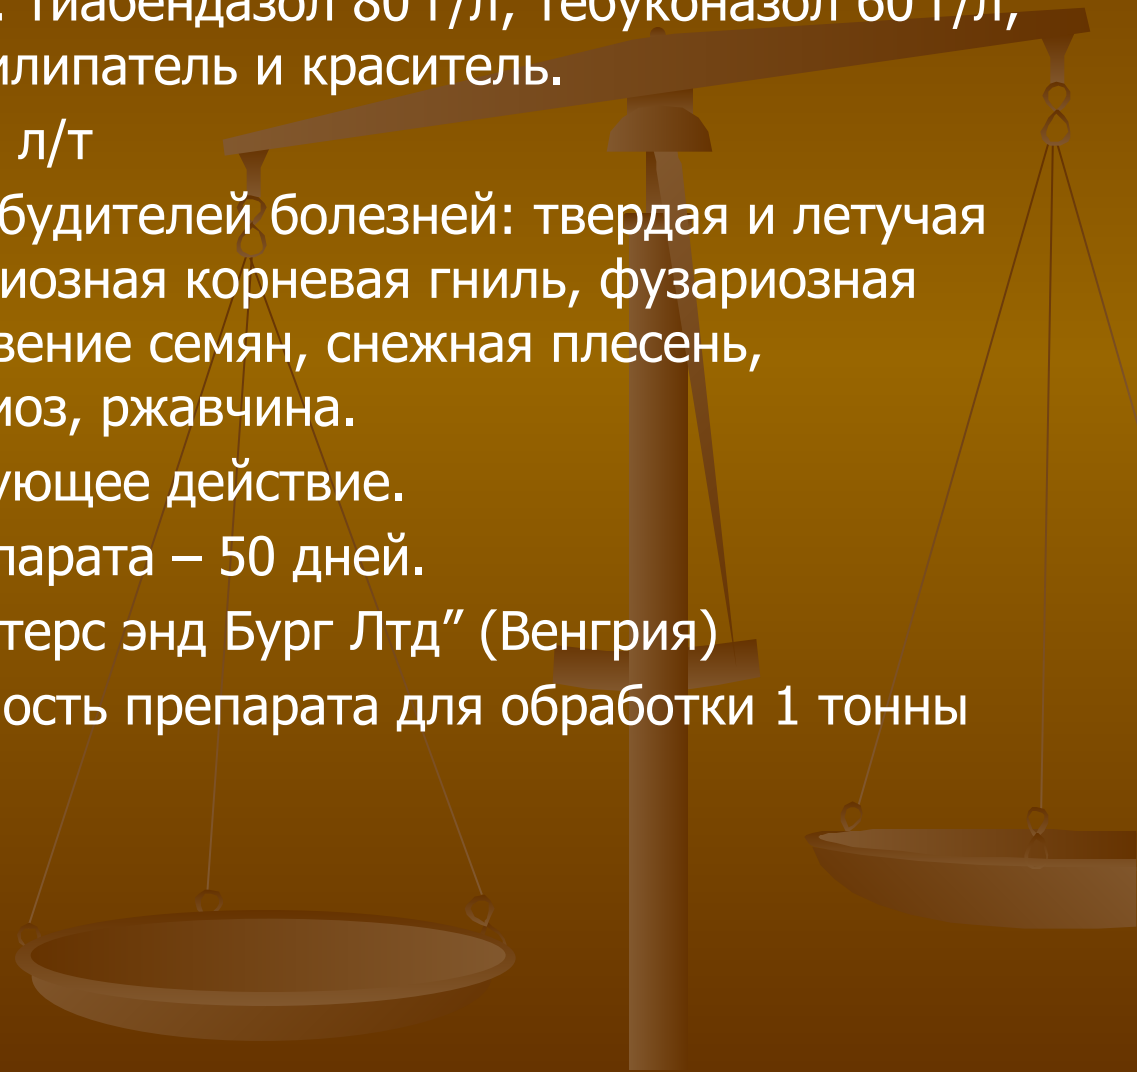 тиабендазол 80 г/л, тебуконазол 60 г/л,
илипатель и краситель.
л/т
будителей болезней: твердая и летучая
иозная корневая гниль, фузариозная
вение семян, снежная плесень,
иоз, ржавчина.
ующее действие.
парата – 50 дней.
терс энд Бург Лтд” (Венгрия)
ость препарата для обработки 1 тонны